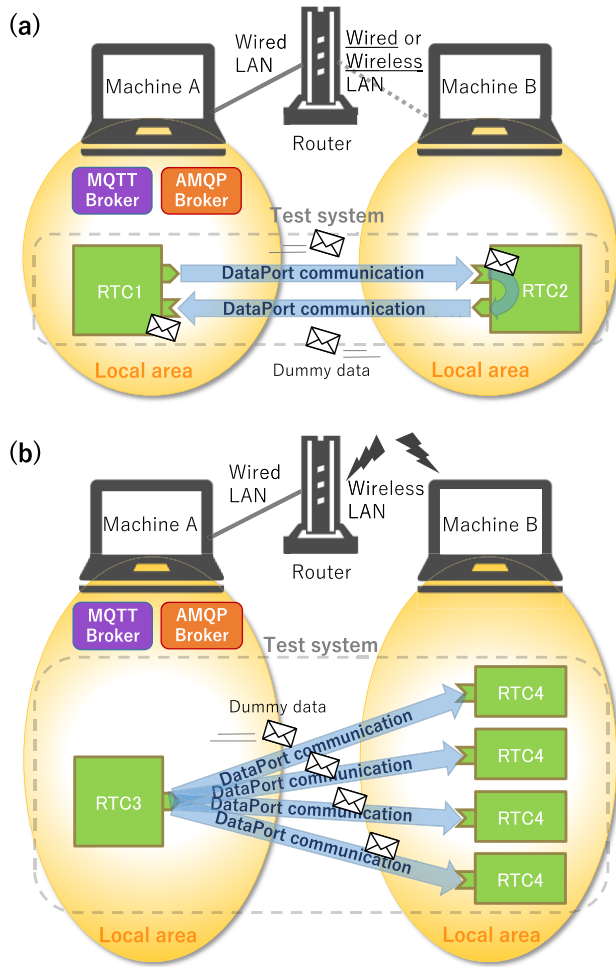 (a)
Wired
LAN
Wired or
Wireless
LAN
Machine A
Machine B
Router
MQTT
Broker
AMQP
Broker
Test system
DataPort communication
RTC1
RTC2
DataPort communication
Dummy data
Local area
Local area
(b)
Wired
LAN
Wireless
LAN
Machine A
Machine B
Router
MQTT
Broker
AMQP
Broker
Test system
Dummy data
RTC4
DataPort communication
RTC4
DataPort communication
RTC3
DataPort communication
RTC4
DataPort communication
RTC4
Local area
Local area